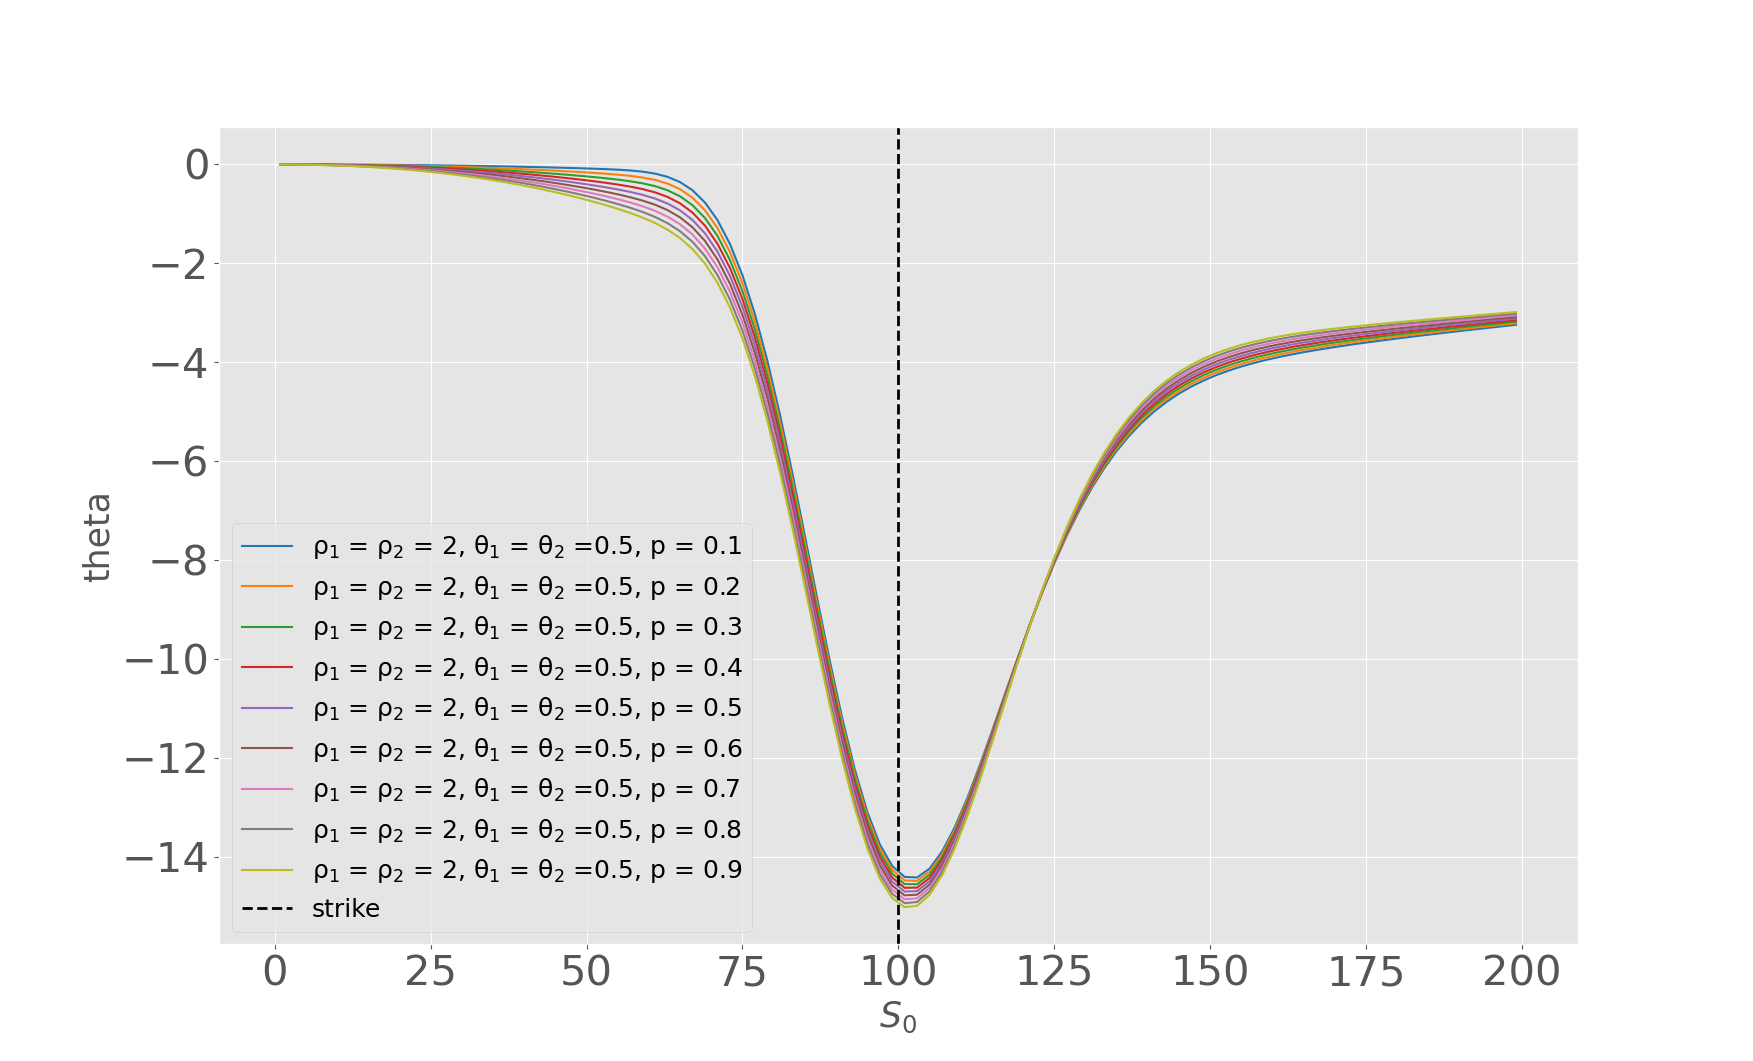 theta
0
−2
−4
−6
−8
−10
−12
−14
ρ₁ = ρ₂ = 2, θ₁ = θ₂ =0.5, p = 0.1
ρ₁ = ρ₂ = 2, θ₁ = θ₂ =0.5, p = 0.2
ρ₁ = ρ₂ = 2, θ₁ = θ₂ =0.5, p = 0.3
ρ₁ = ρ₂ = 2, θ₁ = θ₂ =0.5, p = 0.4
ρ₁ = ρ₂ = 2, θ₁ = θ₂ =0.5, p = 0.5
ρ₁ = ρ₂ = 2, θ₁ = θ₂ =0.5, p = 0.6
ρ₁ = ρ₂ = 2, θ₁ = θ₂ =0.5, p = 0.7
ρ₁ = ρ₂ = 2, θ₁ = θ₂ =0.5, p = 0.8
ρ₁ = ρ₂ = 2, θ₁ = θ₂ =0.5, p = 0.9
strike
0 25 50 75 100 125 150 175 200
S₀